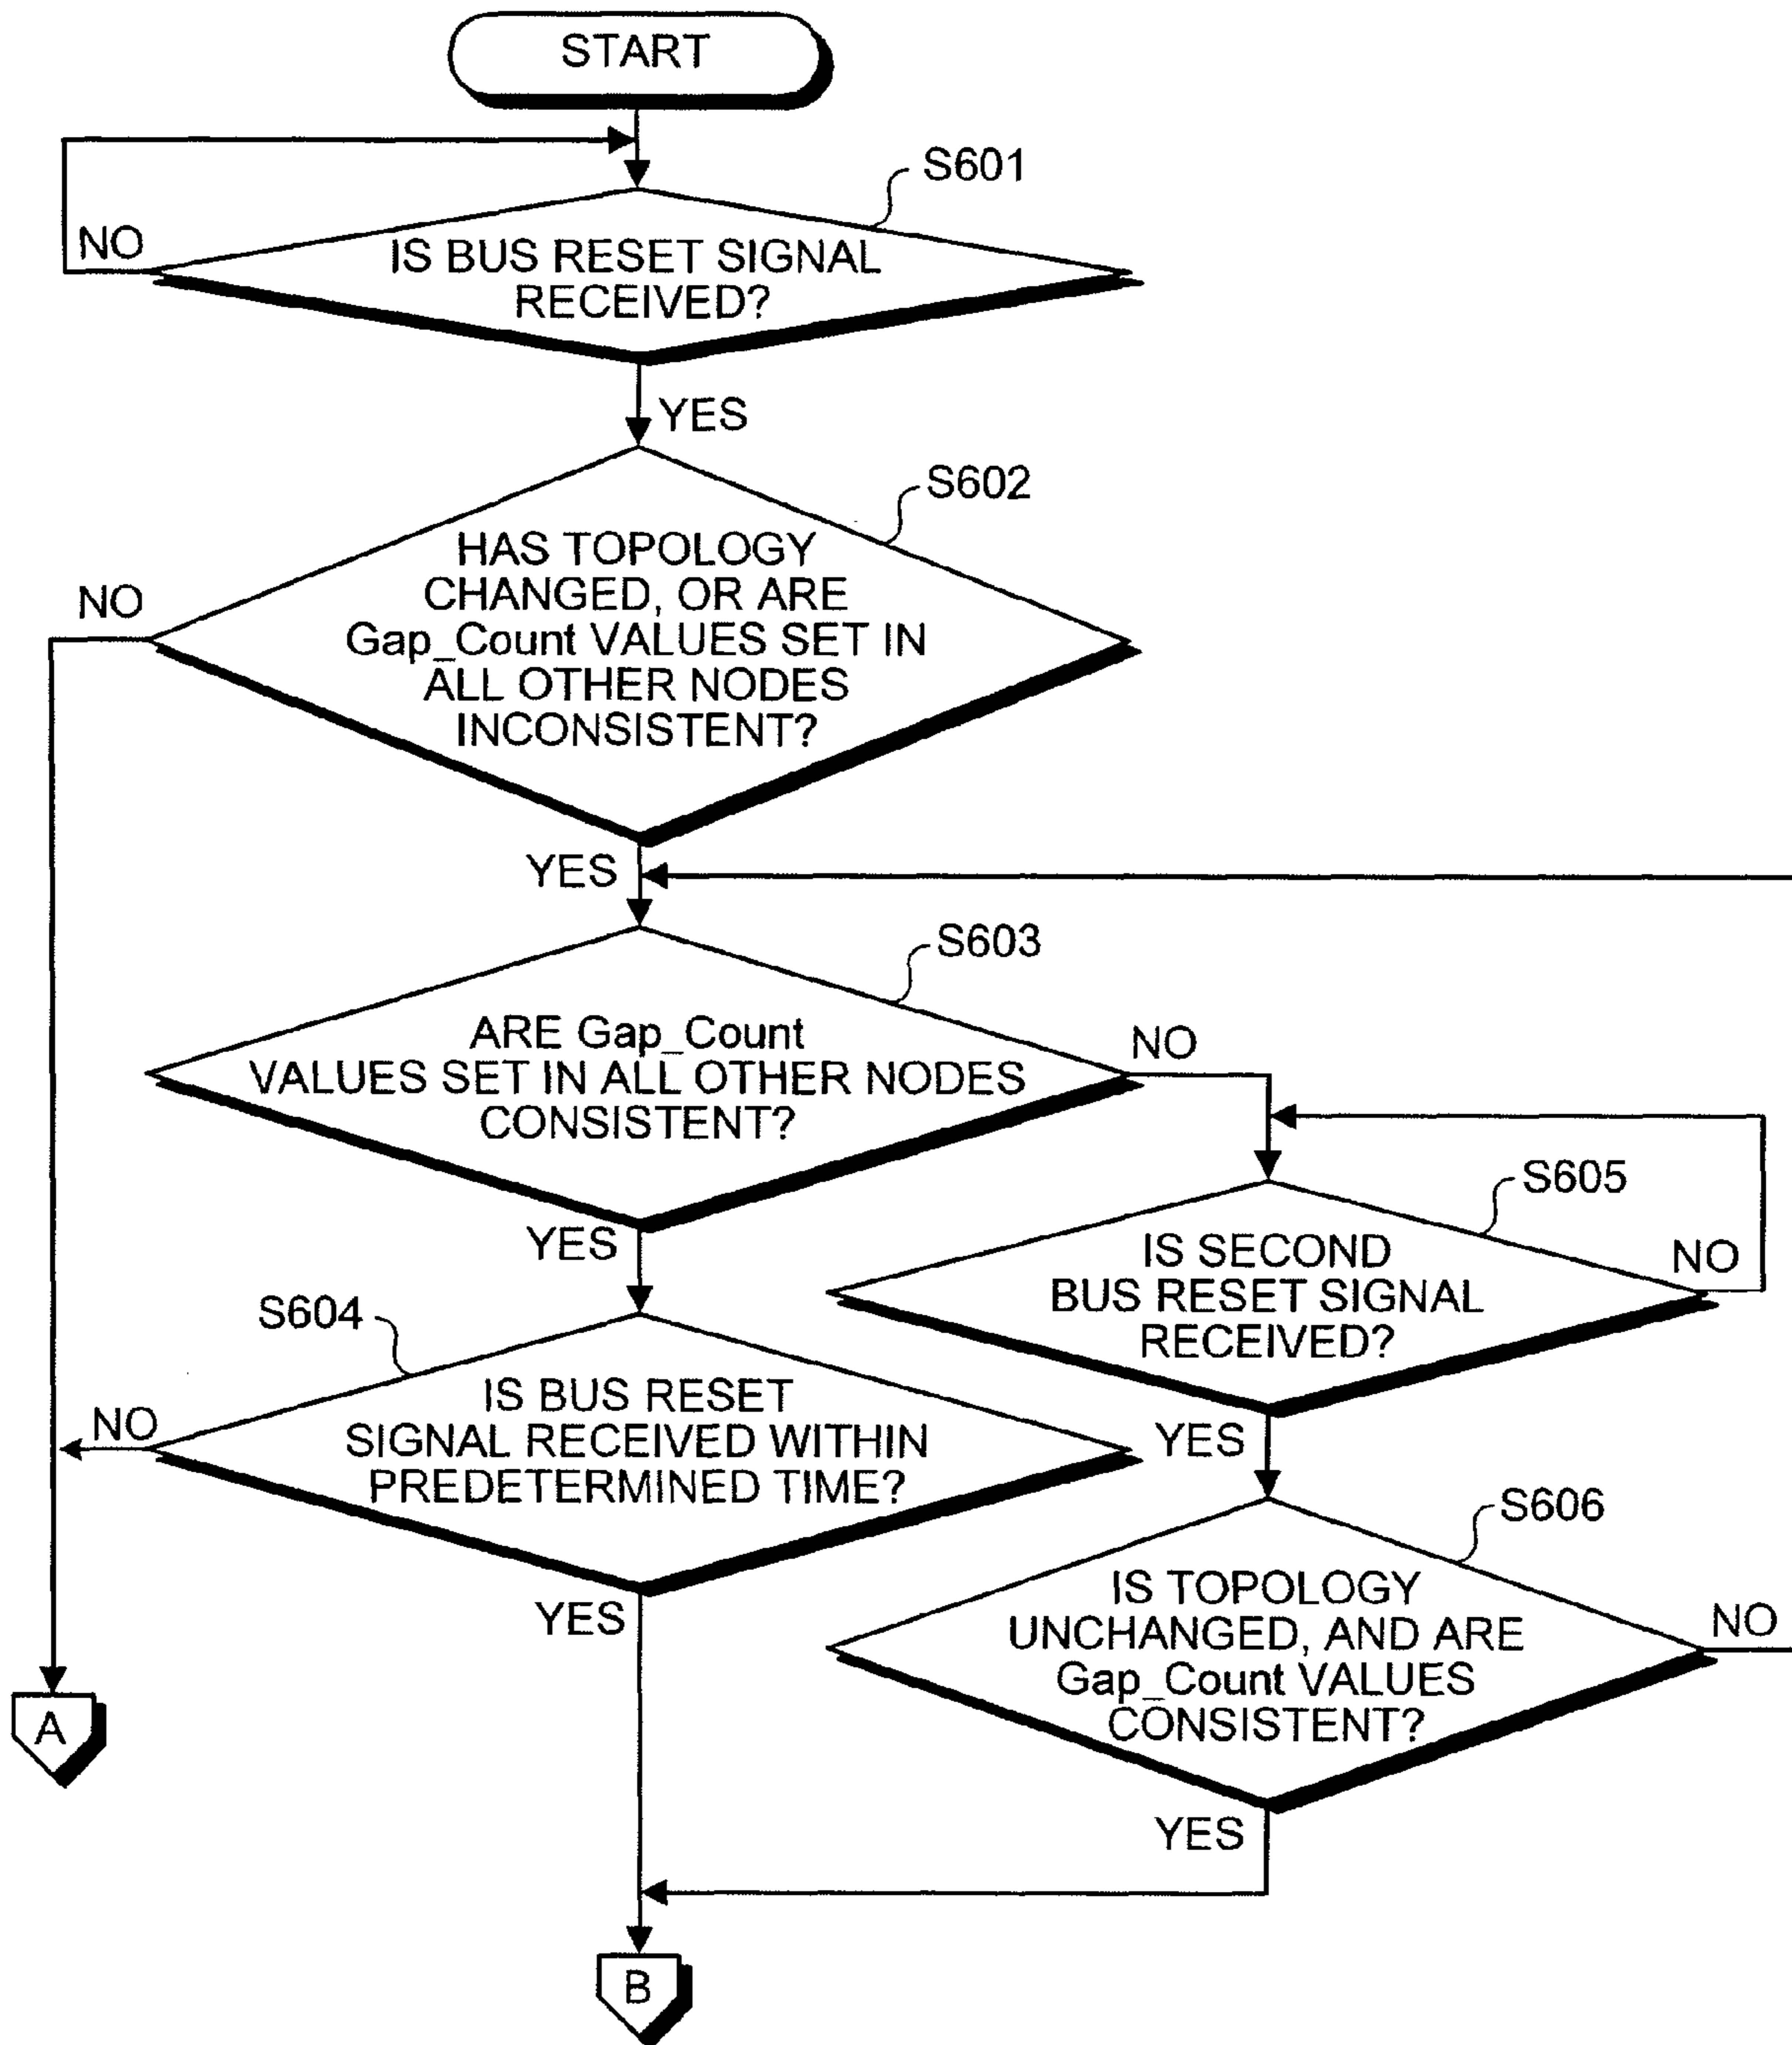 START
S601
NO
IS BUS RESET SIGNAL
RECEIVED?
YES
S602
HAS TOPOLOGY
CHANGED, OR ARE
Gap_Count VALUES SET IN
ALL OTHER NODES
INCONSISTENT?
NO
YES
S603
ARE Gap_Count
VALUES SET IN ALL OTHER NODES
CONSISTENT?
NO
YES
S605
IS SECOND
BUS RESET SIGNAL
RECEIVED?
NO
YES
S604
IS BUS RESET
SIGNAL RECEIVED WITHIN
PREDETERMINED TIME?
NO
YES
S606
IS TOPOLOGY
UNCHANGED, AND ARE
Gap_Count VALUES
CONSISTENT?
NO
YES
A
B